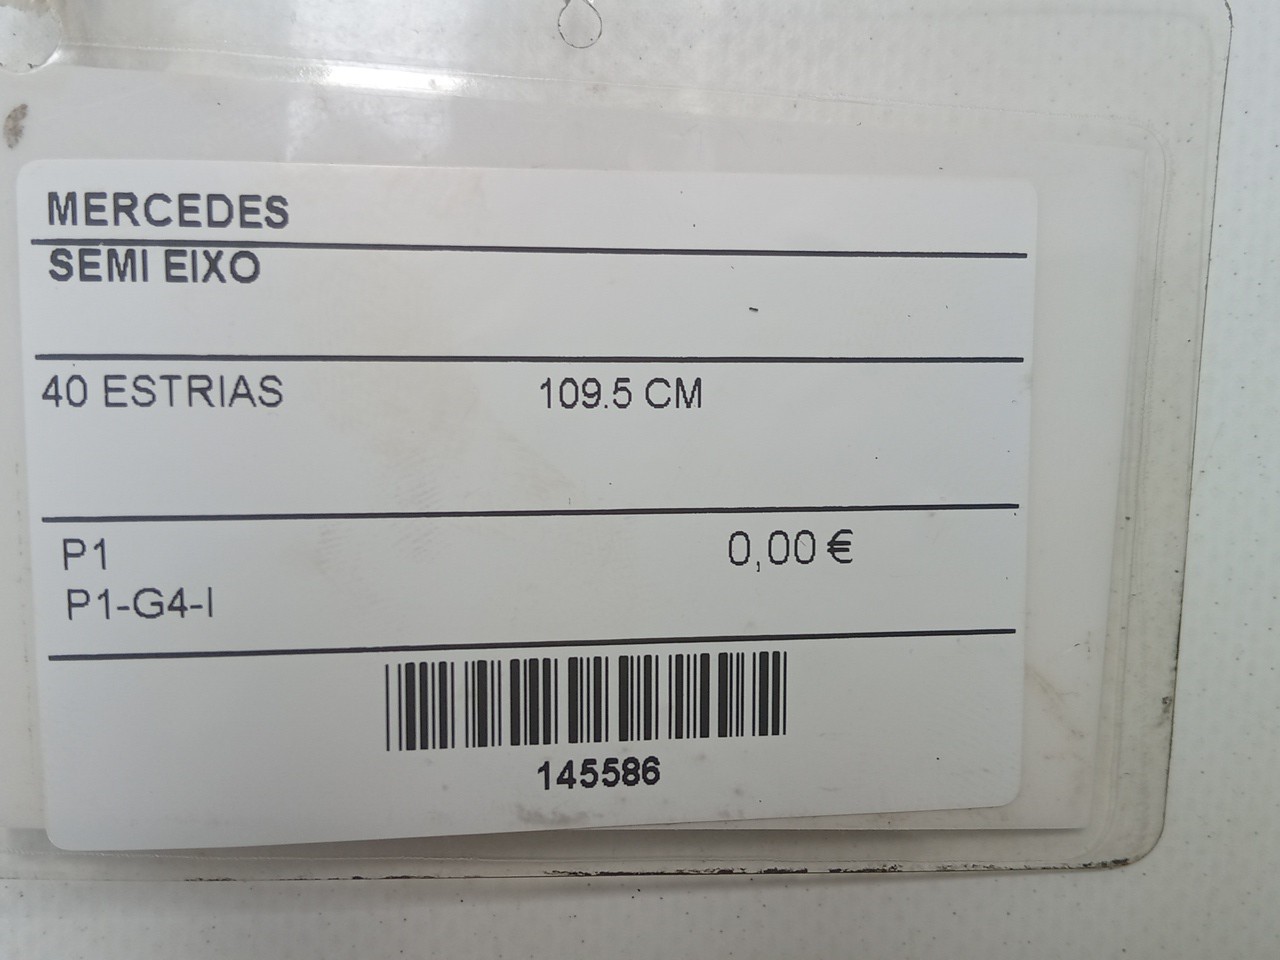 MERCEDES
SEMI EIXO
40 ESTRIAS 109.5 CM
P1 0,00 €
P1-G4-I
145586